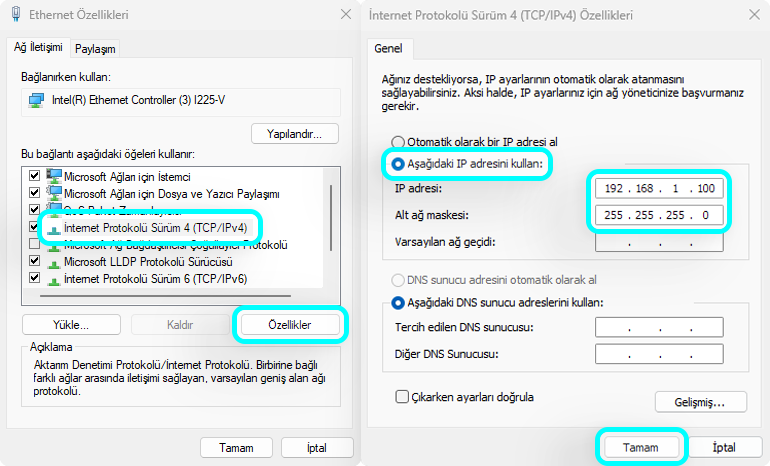 Ethernet Özellikleri
Ağ İletişimi
Paylaşım
Bağlanırken kullan:
Intel(R) Ethernet Controller (3) I225-V
Yapılandır...
Bu bağlantı aşağıdaki öğeleri kullanır:
Microsoft Ağları için İstemci
Microsoft Ağları için Dosya ve Yazıcı Paylaşımı
QoS Paket Zamanlayıcısı
İnternet Protokolü Sürüm 4 (TCP/IPv4)
Microsoft Ağ Bağdaştırıcısı Çoğullayıcı Protokolü
Microsoft LLDP Protokolü Sürücüsü
İnternet Protokolü Sürüm 6 (TCP/IPv6)
Yükle...
Kaldır
Özellikler
Açıklama
Aktarım Denetimi Protokolü/İnternet Protokolü. Birbirine bağlı
farklı ağlar arasında iletişimi sağlayan, varsayılan geniş alan ağı
protokolü.
Tamam
İptal
İnternet Protokolü Sürüm 4 (TCP/IPv4) Özellikleri
Genel
Ağınız destekliyorsa, IP ayarlarının otomatik olarak atanmasını
sağlayabilirsiniz. Aksi halde, IP ayarlarınız için ağ yöneticinize başvurmanız
gerekir.
Otomatik olarak bir IP adresi al
Aşağıdaki IP adresini kullan:
IP adresi:
192 . 168 . 1 . 100
Alt ağ maskesi:
255 . 255 . 255 . 0
Varsayılan ağ geçidi:
. . .
DNS sunucu adresini otomatik olarak al
Aşağıdaki DNS sunucu adreslerini kullan:
Tercih edilen DNS sunucusu:
. . .
Diğer DNS Sunucusu:
. . .
Çıkarken ayarları doğrula
Gelişmiş...
Tamam
İptal